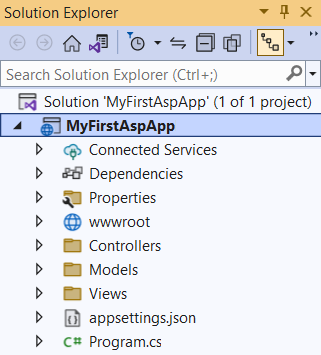 Solution Explorer
Search Solution Explorer (Ctrl+;)
Solution 'MyFirstAspApp' (1 of 1 project)
MyFirstAspApp
Connected Services
Dependencies
Properties
wwwroot
Controllers
Models
Views
appsettings.json
C# Program.cs